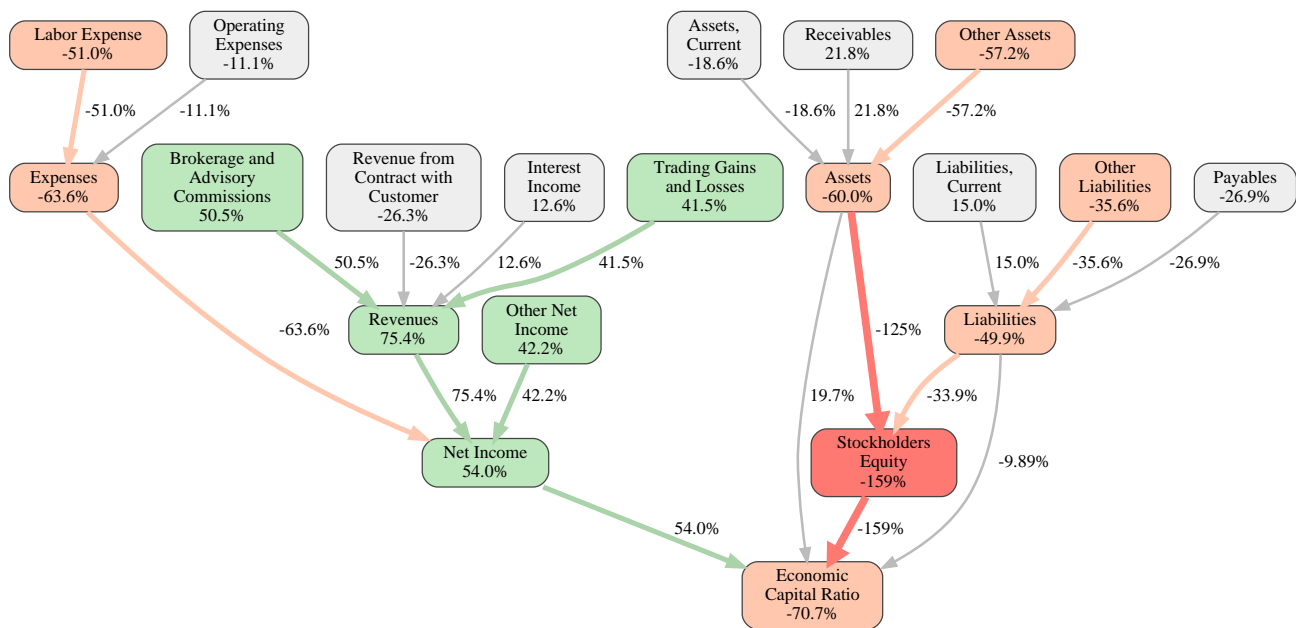 Labor Expense
-51.0%
Operating
Expenses
-11.1%
Assets,
Current
-18.6%
Receivables
21.8%
Other Assets
-57.2%
-51.0%
-11.1%
-18.6%
21.8%
-57.2%
Expenses
-63.6%
Brokerage and
Advisory
Commissions
50.5%
Revenue from
Contract with
Customer
-26.3%
Interest
Income
12.6%
Trading Gains
and Losses
41.5%
Assets
-60.0%
Liabilities,
Current
15.0%
Other
Liabilities
-35.6%
Payables
-26.9%
50.5%
-26.3%
12.6%
41.5%
15.0%
-35.6%
-26.9%
-63.6%
Revenues
75.4%
Other Net
Income
42.2%
-125%
Liabilities
-49.9%
75.4%
42.2%
19.7%
-33.9%
Net Income
54.0%
Stockholders
Equity
-159%
-9.89%
54.0%
-159%
Economic
Capital Ratio
-70.7%